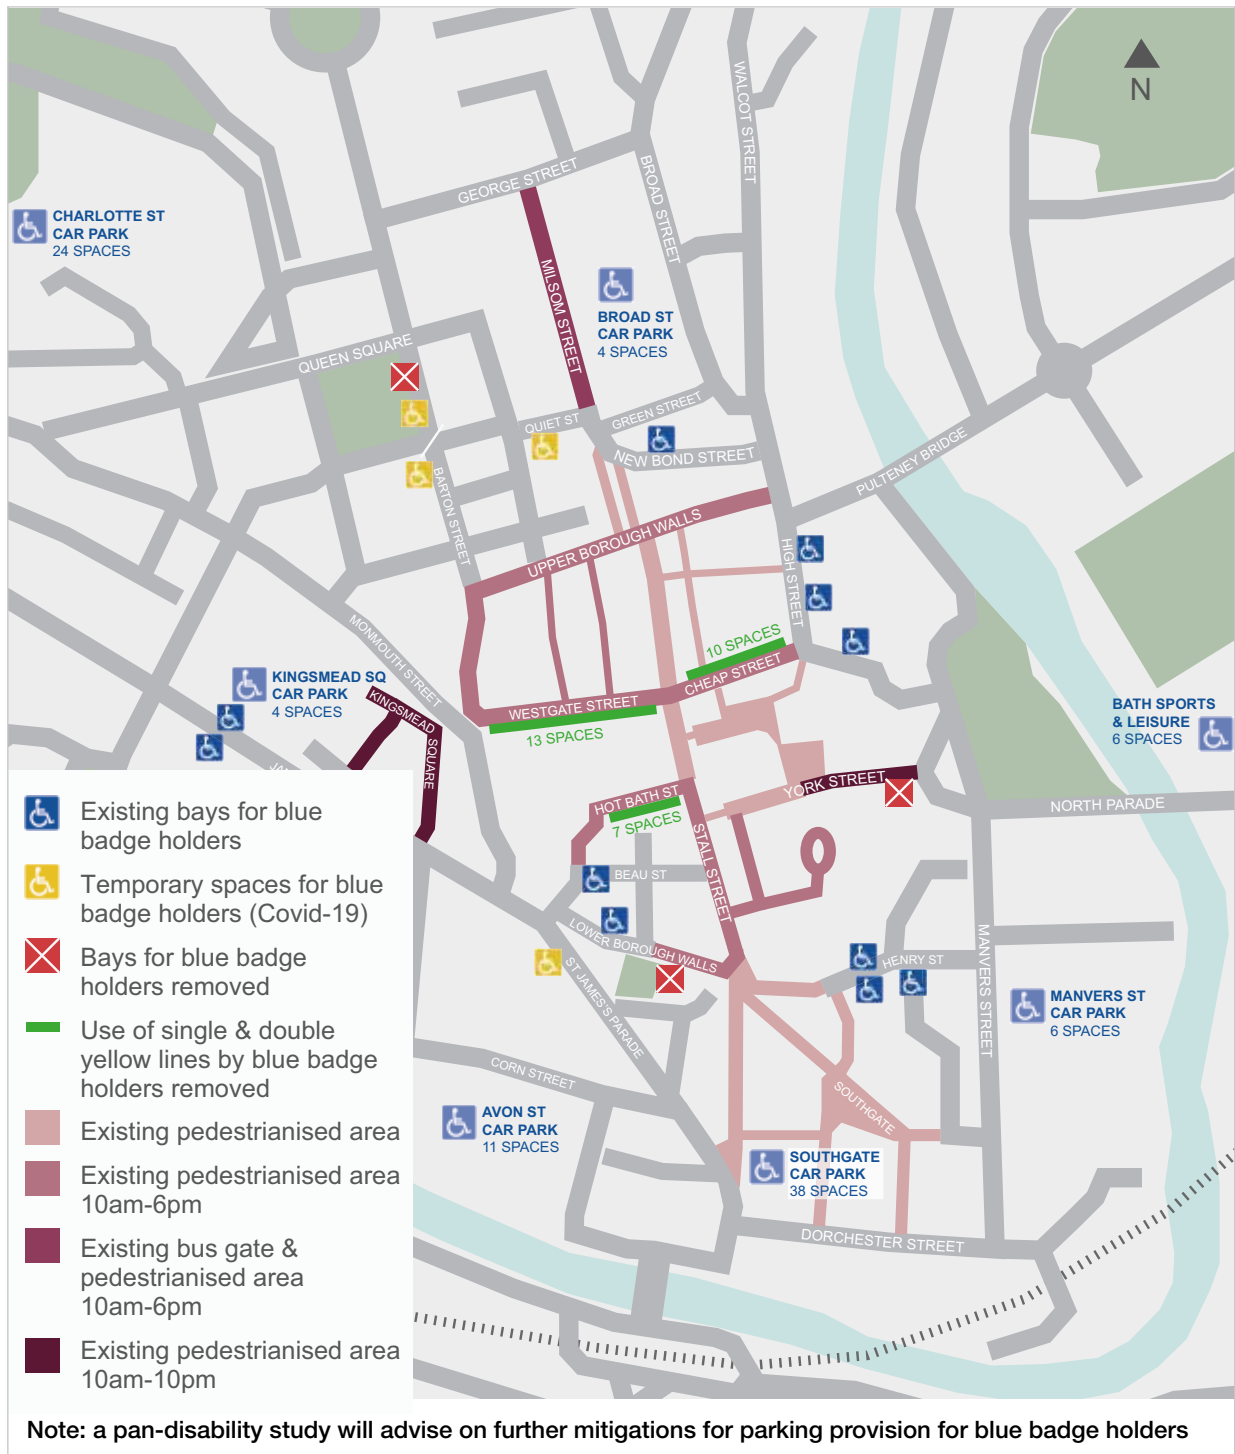 N
WALCOT STREET
GEORGE STREET
BROAD STREET
CHARLOTTE ST
CAR PARK
24 SPACES
MILSOM STREET
BROAD ST
CAR PARK
4 SPACES
QUEEN SQUARE
QUIET ST
GREEN STREET
NEW BOND STREET
PULTENEY BRIDGE
BARTON STREET
UPPER BOROUGH WALLS
HIGH STREET
MONMOUTH STREET
10 SPACES
CHEAP STREET
KINGSMEAD SQ
CAR PARK
4 SPACES
KINGSMEAD
SQUARE
WESTGATE STREET
13 SPACES
BATH SPORTS
& LEISURE
6 SPACES
YORK STREET
NORTH PARADE
HOT BATH ST
7 SPACES
STALL STREET
BEAU ST
LOWER BOROUGH WALLS
ST JAMES'S PARADE
HENRY ST
MANVERS STREET
MANVERS ST
CAR PARK
6 SPACES
CORN STREET
SOUTHGATE
AVON ST
CAR PARK
11 SPACES
SOUTHGATE
CAR PARK
38 SPACES
DORCHESTER STREET
Existing bays for blue
badge holders
Temporary spaces for blue
badge holders (Covid-19)
Bays for blue badge
holders removed
Use of single & double
yellow lines by blue badge
holders removed
Existing pedestrianised area
Existing pedestrianised area
10am-6pm
Existing bus gate &
pedestrianised area
10am-6pm
Existing pedestrianised area
10am-10pm
Note: a pan-disability study will advise on further mitigations for parking provision for blue badge holders